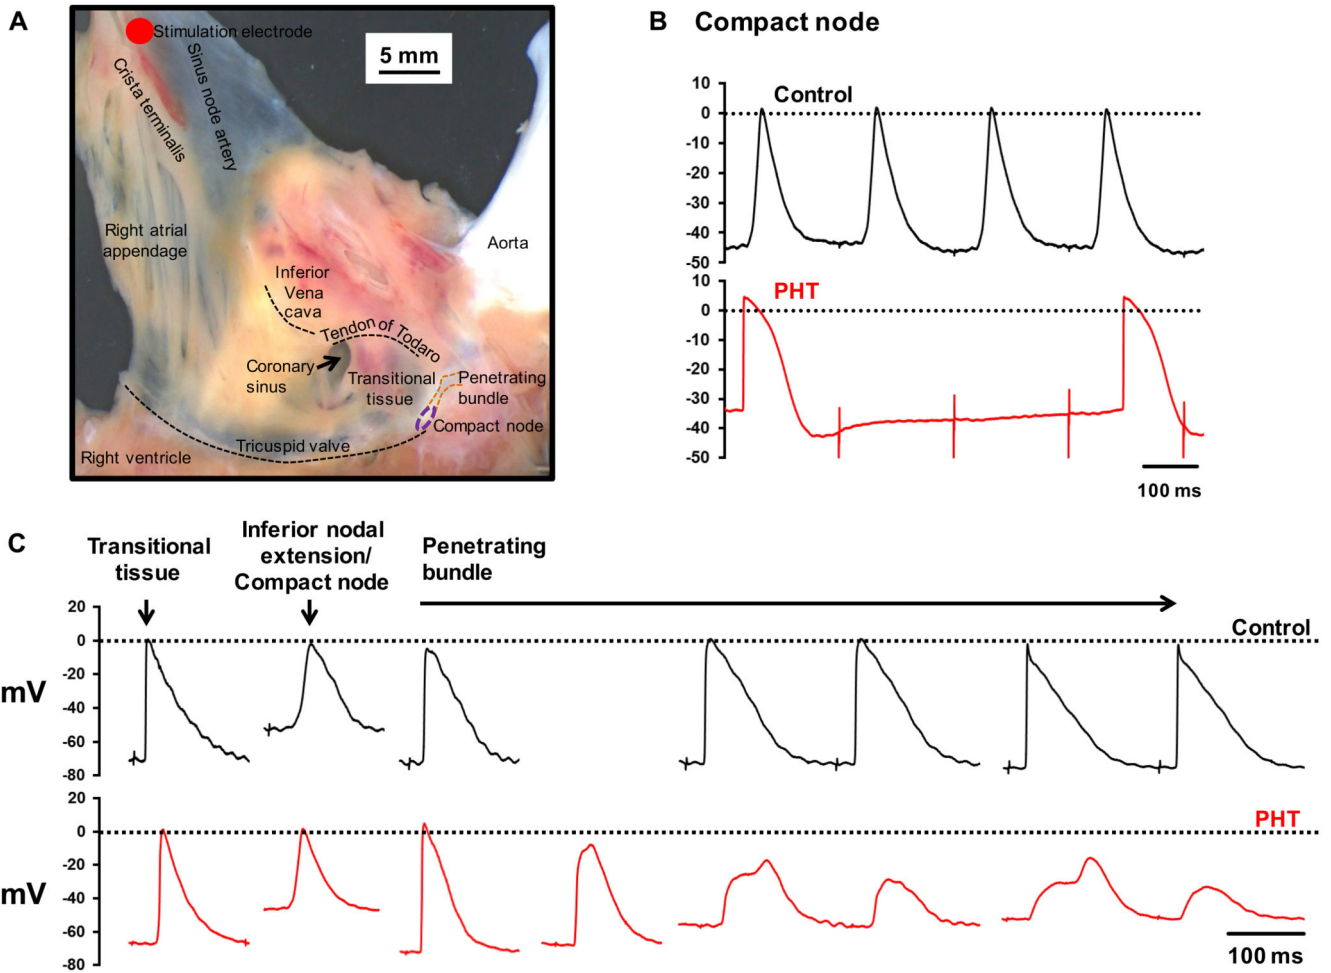 A
Stimulation electrode
5 mm
Crista terminalis
Sinus node artery
Right atrial
appendage
Aorta
Inferior
Vena
cava
Tendon of Todaro
Coronary
sinus
Transitional
tissue
Penetrating
bundle
Compact node
Tricuspid valve
Right ventricle
B
Compact node
Control
10
0
-10
-20
-30
-40
-50
PHT
10
0
-10
-20
-30
-40
-50
100 ms
C
Transitional
tissue
Inferior nodal
extension/
Compact node
Penetrating
bundle
20
0
-20
-40
-60
-80
mV
Control
20
0
-20
-40
-60
-80
mV
PHT
100 ms